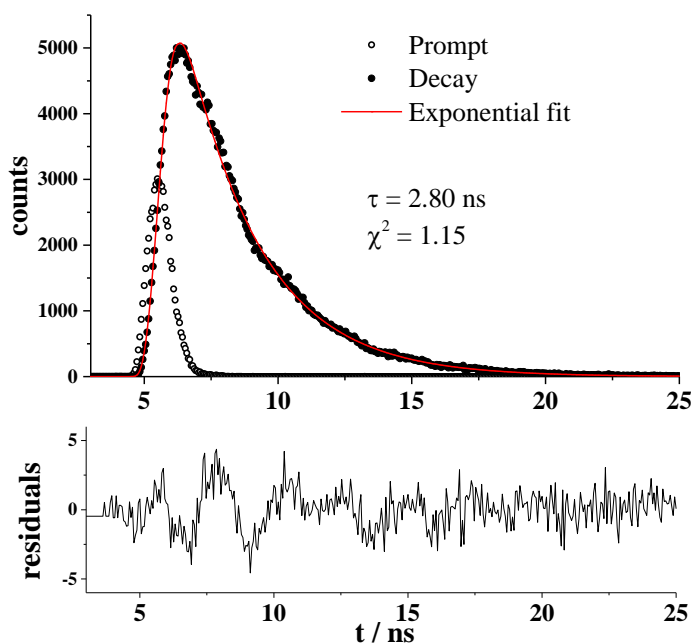 5000
4000
3000
2000
1000
0
counts
Prompt
Decay
Exponential fit
τ = 2.80 ns
χ² = 1.15
5 10 15 20 25
5
0
-5
residuals
5 10 15 20 25
t / ns